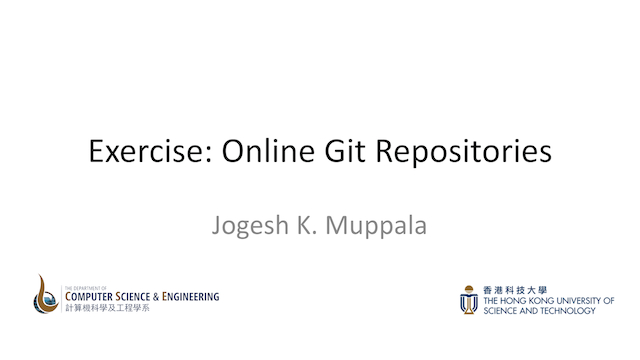 Exercise: Online Git Repositories
Jogesh K. Muppala
THE DEPARTMENT OF
COMPUTER SCIENCE & ENGINEERING
計算機科學及工程學系
香港科技大學
THE HONG KONG UNIVERSITY OF
SCIENCE AND TECHNOLOGY